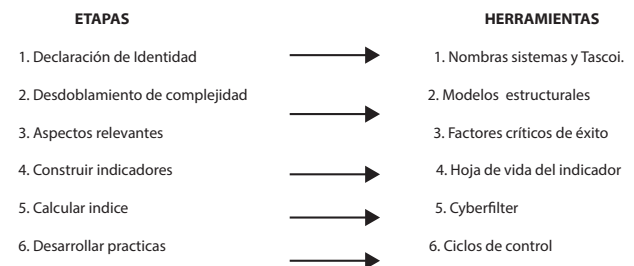 ETAPAS HERRAMIENTAS
1. Declaración de Identidad 1. Nombras sistemas y Tascoi.
2. Desdoblamiento de complejidad 2. Modelos estructurales
3. Aspectos relevantes 3. Factores críticos de éxito
4. Construir indicadores 4. Hoja de vida del indicador
5. Calcular indice 5. Cyberfilter
6. Desarrollar practicas 6. Ciclos de control